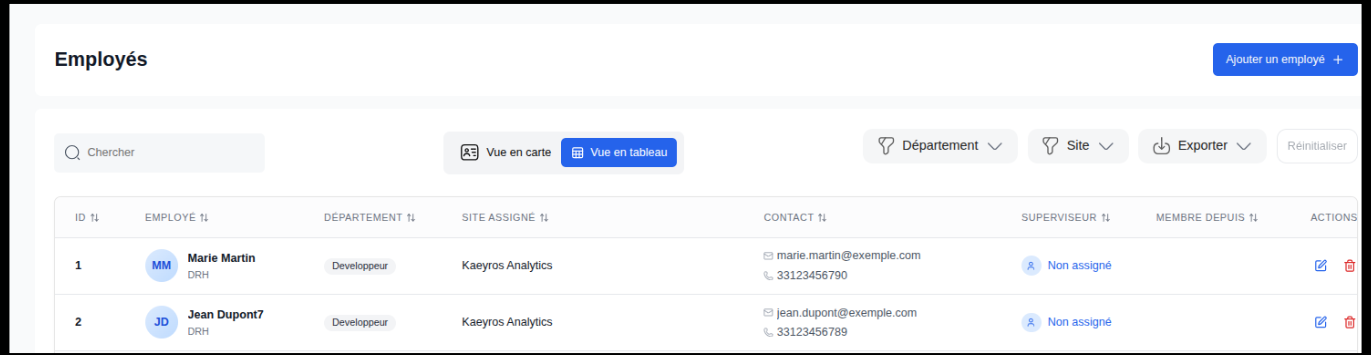 Employés
Ajouter un employé +
Chercher
Vue en carte
Vue en tableau
Département
Site
Exporter
Réinitialiser
ID EMPLOYÉ DÉPARTEMENT SITE ASSIGNÉ CONTACT SUPERVISEUR MEMBRE DEPUIS ACTIONS
1 MM Marie Martin
DRH
Developpeur
Kaeyros Analytics
marie.martin@exemple.com
33123456790
Non assigné
2 JD Jean Dupont7
DRH
Developpeur
Kaeyros Analytics
jean.dupont@exemple.com
33123456789
Non assigné